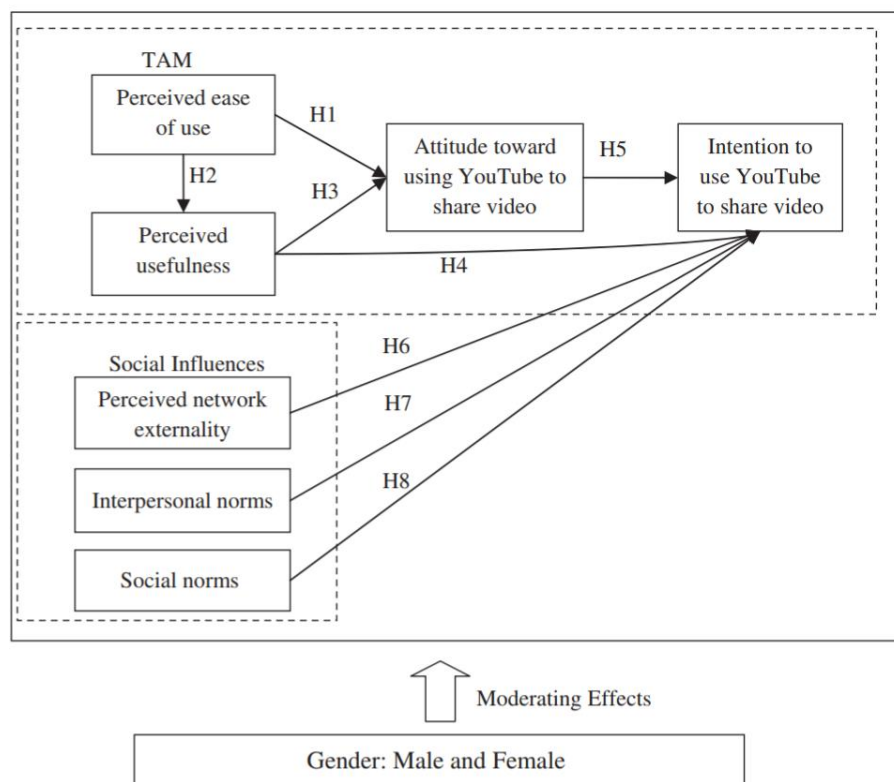 TAM
Perceived ease
of use
H1
H2
H3
Attitude toward
using YouTube to
share video
H5
Intention to
use YouTube
to share video
Perceived
usefulness
H4
Social Influences
H6
Perceived network
externality
H7
Interpersonal norms
H8
Social norms
Moderating Effects
Gender: Male and Female